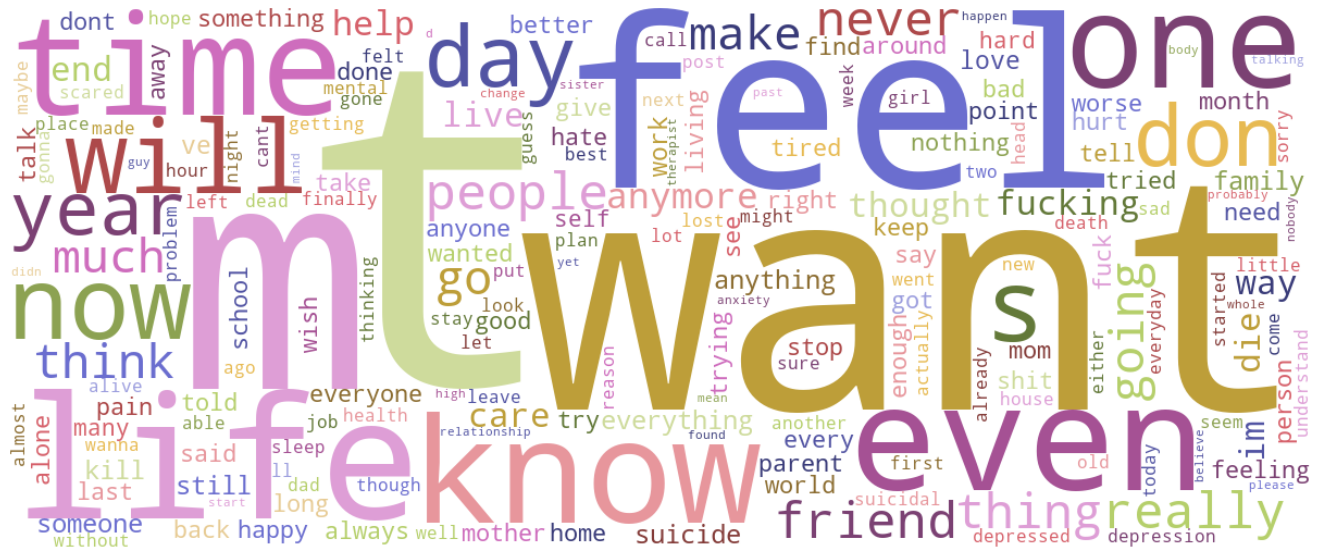 dont hope something help
better
never happen
one
time
day
call make
feel
find around
hard
love
body
talking
maybe
end
scared
away
felt
done
mental
gone
sister
change
post
past
week
girl
bad
point
worse
month
hurt
talk
gonna
place made
getting
t
live
give
hate
best
guess
next
work
therapist
living
tired
nothing
head
two
tell
don
sorry
will
guy
hour
ve
night
cant
mind
take
people anymore right
thought
fucking
tried
family
probably
year
left dead finally
m
self
lost might
keep
death sad
need
nobody
much
problem
anyone
wanted
plan
lot
see
say
fuck
little
now
didn
school
wish
thinking
go put
yet
look
stay good
let
want
anything
anxiety
went
got
new
s
going
everyday
way
whole
started
die
come
think
ago
alive
reason
trying
stop
sure
enough
actually
already
mom
shit
house
either
person
understand
life
almost
alone
pain
many
wanna
kill
last
told
able
said
everyone
high leave
job health
sleep
relationship
know
care
try everything
mean
found
another
every
parent
world
even
first
old
seem
im
today
believe
feeling
please
still
ll
dad
though
long
start
suicidal
friend
thing
really
someone
without
back happy always well mother home suicide
depressed depression